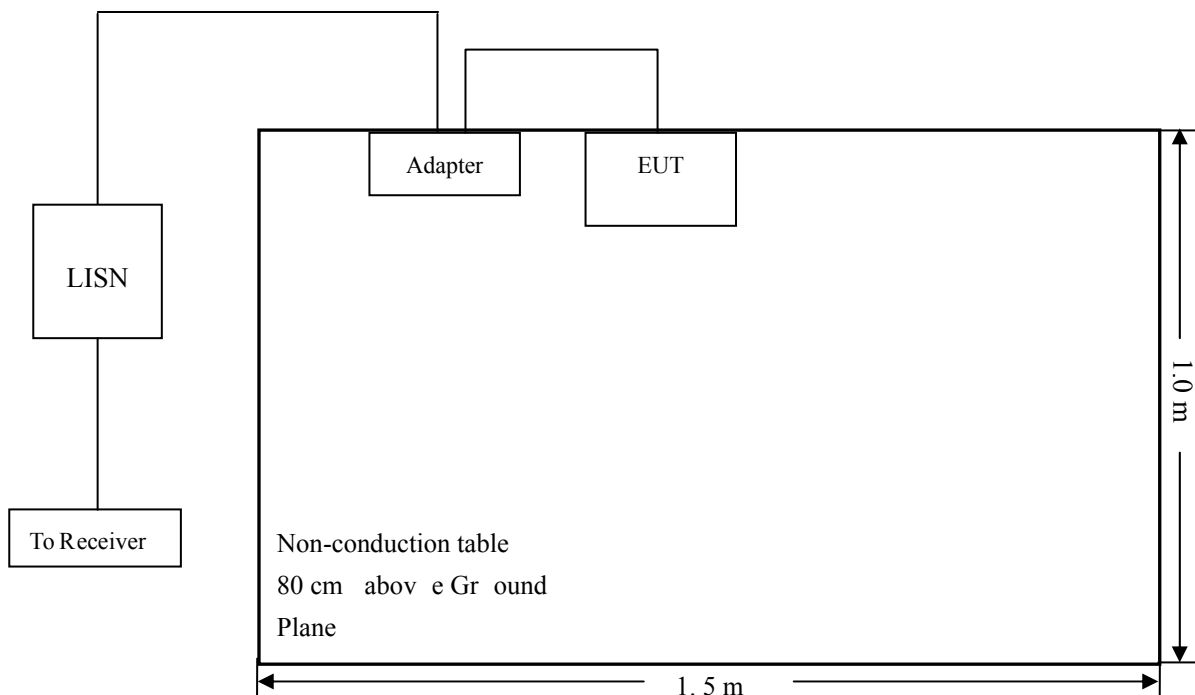 Adapter
EUT
LISN
1.0 m
To Receiver
Non-conduction table
80 cm abov e Gr ound
Plane
1. 5 m